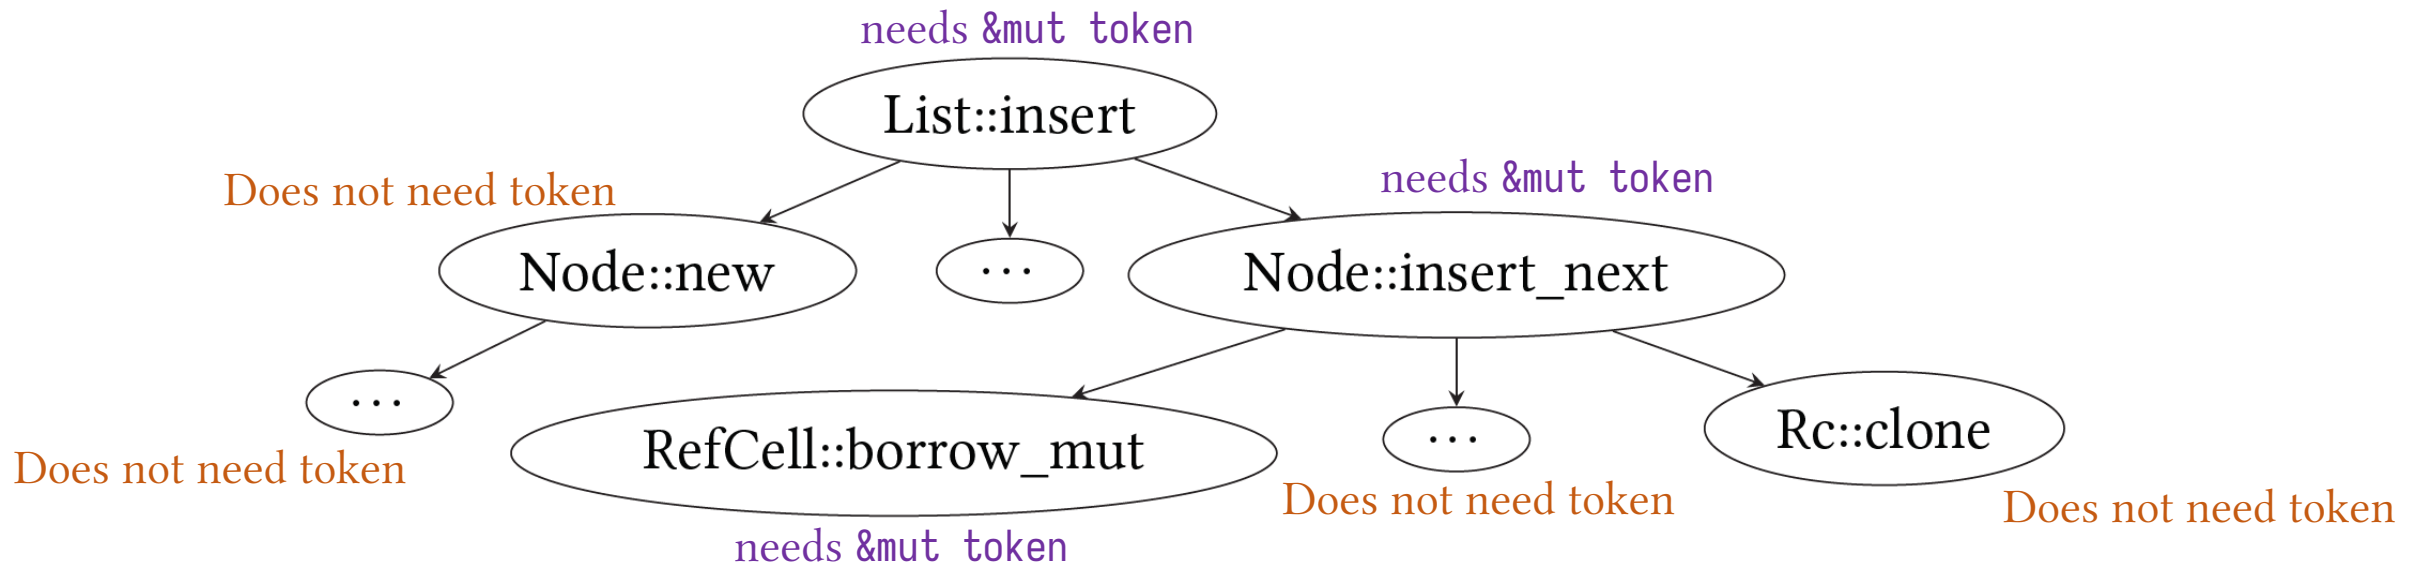 needs &mut token
List::insert
Does not need token
needs &mut token
Node::new
...
Node::insert_next
...
RefCell::borrow_mut
...
Rc::clone
Does not need token
Does not need token
Does not need token
needs &mut token